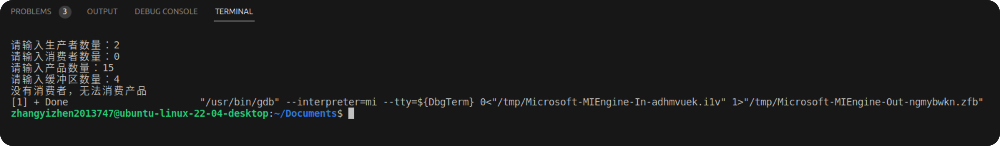 PROBLEMS 3 OUTPUT DEBUG CONSOLE TERMINAL
请输入生产者数量：2
请输入消费者数量：0
请输入产品数量：15
请输入缓冲区数量：4
没有消费者，无法消费产品
[1] + Done                       "/usr/bin/gdb" --interpreter=mi --tty=${DbgTerm} 0<"/tmp/Microsoft-MIEngine-In-adhmvuek.i1v" 1>"/tmp/Microsoft-MIEngine-Out-ngmybwkn.zfb"
zhangyizhen2013747@ubuntu-linux-22-04-desktop:~/Documents$